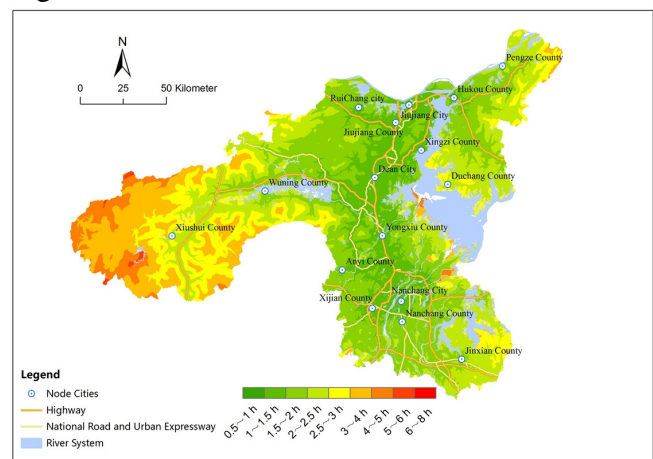 N
0 25 50 Kilometer
Pengze County
Hukou County
RuiChang city
Jiujiang City
Jiujiang County
Xingzi County
Dean City
Duchang County
Wuning County
Xiushui County
Yongxiu County
Anyi County
Nanchang City
Xijian County
Nanchang County
Jinxian County
Legend
Node Cities
Highway
National Road and Urban Expressway
River System
0.5~1 h
1~1.5 h
1.5~2 h
2~2.5 h
2.5~3 h
3~4 h
4~5 h
5~6 h
6~8 h